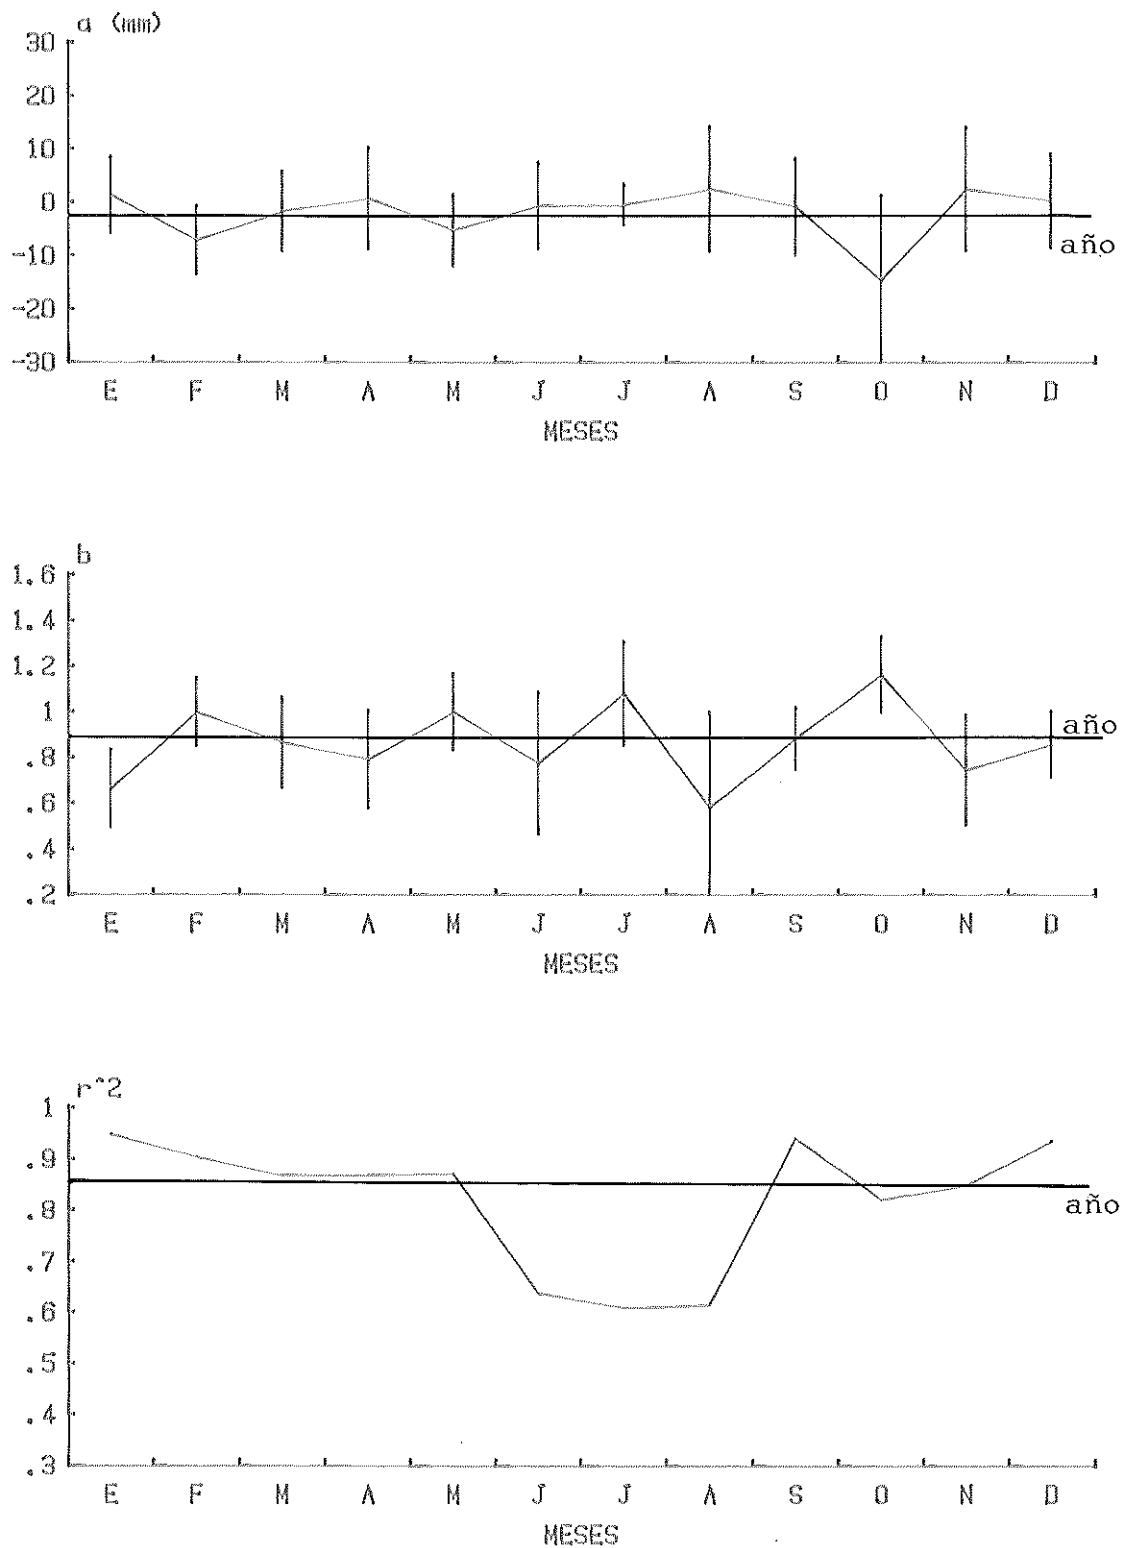 a (mm)
30
20
10
0
-10
-20
-30
año
E F M A M J J A S O N D
MESES
b
1.6
1.4
1.2
1
.8
.6
.4
.2
año
E F M A M J J A S O N D
MESES
r^2
1
.9
.8
.7
.6
.5
.4
.3
año
E F M A M J J A S O N D
MESES